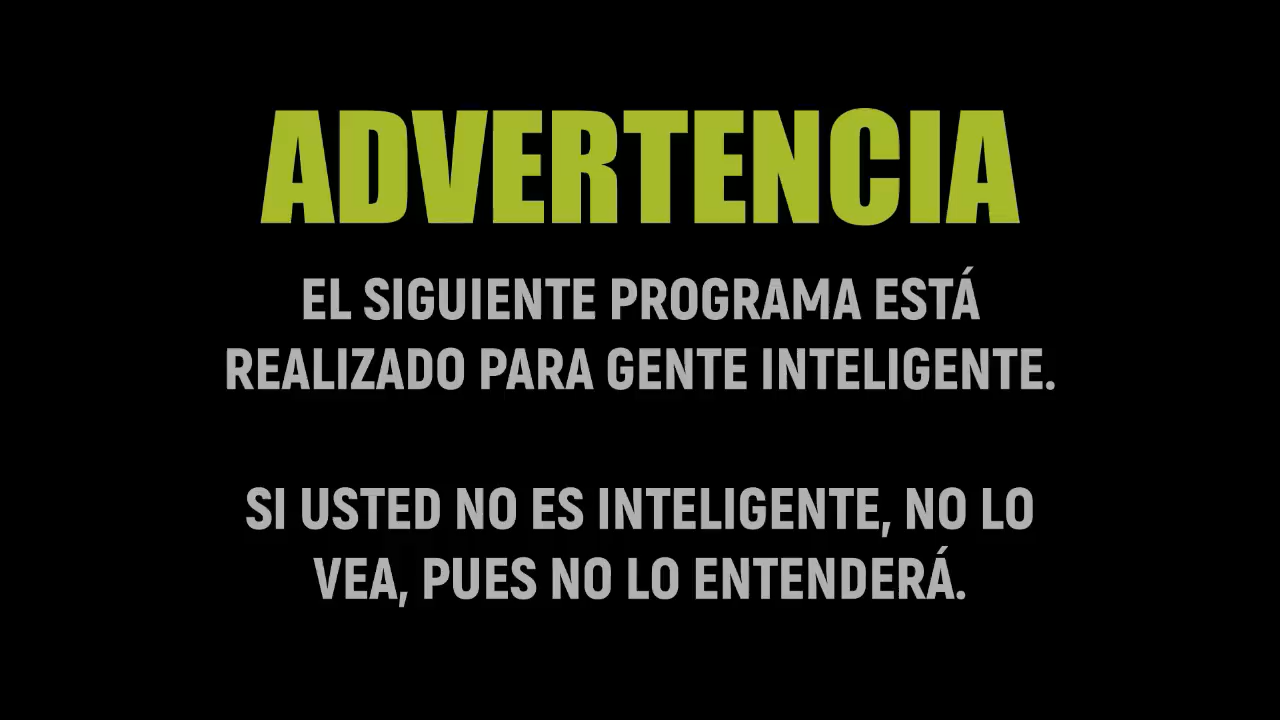 ADVERTENCIA
EL SIGUIENTE PROGRAMA ESTÁ
REALIZADO PARA GENTE INTELIGENTE.
SI USTED NO ES INTELIGENTE, NO LO
VEA, PUES NO LO ENTENDERÁ.